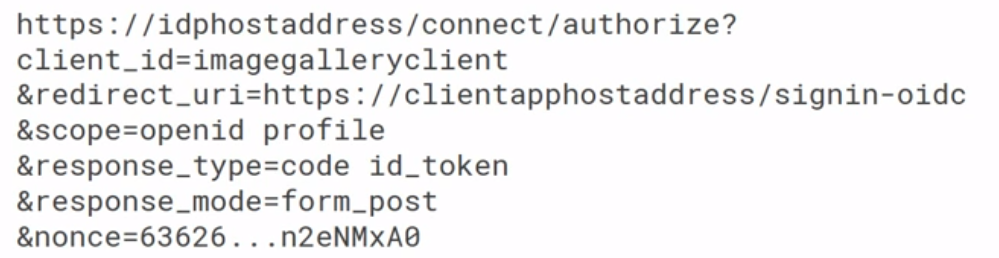 https://idphostaddress/connect/authorize?
client_id=imagegalleryclient
&redirect_uri=https://clientapphostaddress/signin-oidc
&scope=openid profile
&response_type=code id_token
&response_mode=form_post
&nonce=63626...n2eNMxA0